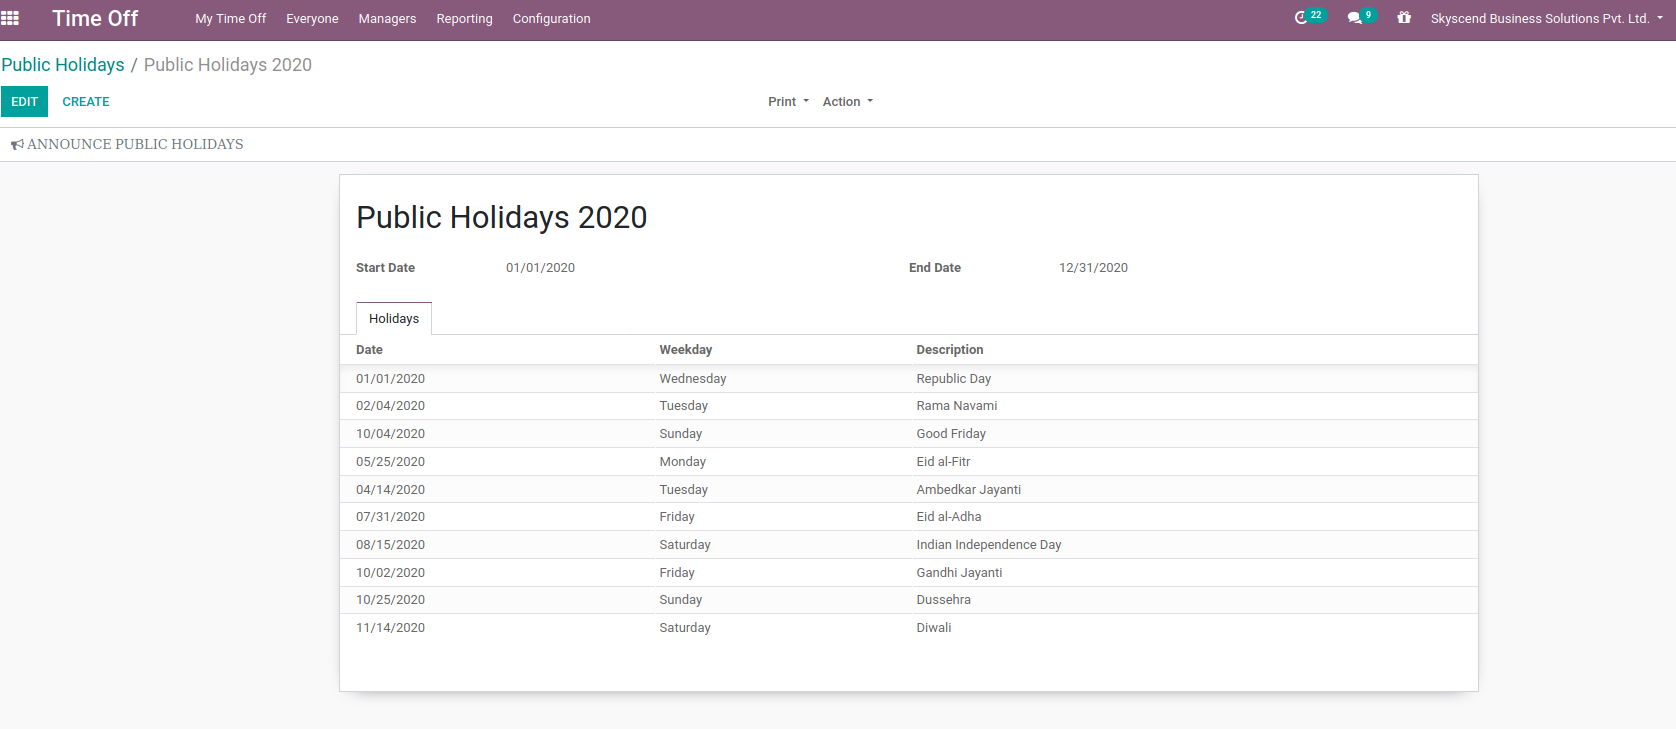 Time Off My Time Off Everyone Managers Reporting Configuration 22 9 Skyscend Business Solutions Pvt. Ltd.
Public Holidays / Public Holidays 2020
EDIT CREATE Print Action
ANNOUNCE PUBLIC HOLIDAYS
Public Holidays 2020
Start Date 01/01/2020 End Date 12/31/2020
Holidays
Date Weekday Description
01/01/2020 Wednesday Republic Day
02/04/2020 Tuesday Rama Navami
10/04/2020 Sunday Good Friday
05/25/2020 Monday Eid al-Fitr
04/14/2020 Tuesday Ambedkar Jayanti
07/31/2020 Friday Eid al-Adha
08/15/2020 Saturday Indian Independence Day
10/02/2020 Friday Gandhi Jayanti
10/25/2020 Sunday Dussehra
11/14/2020 Saturday Diwali